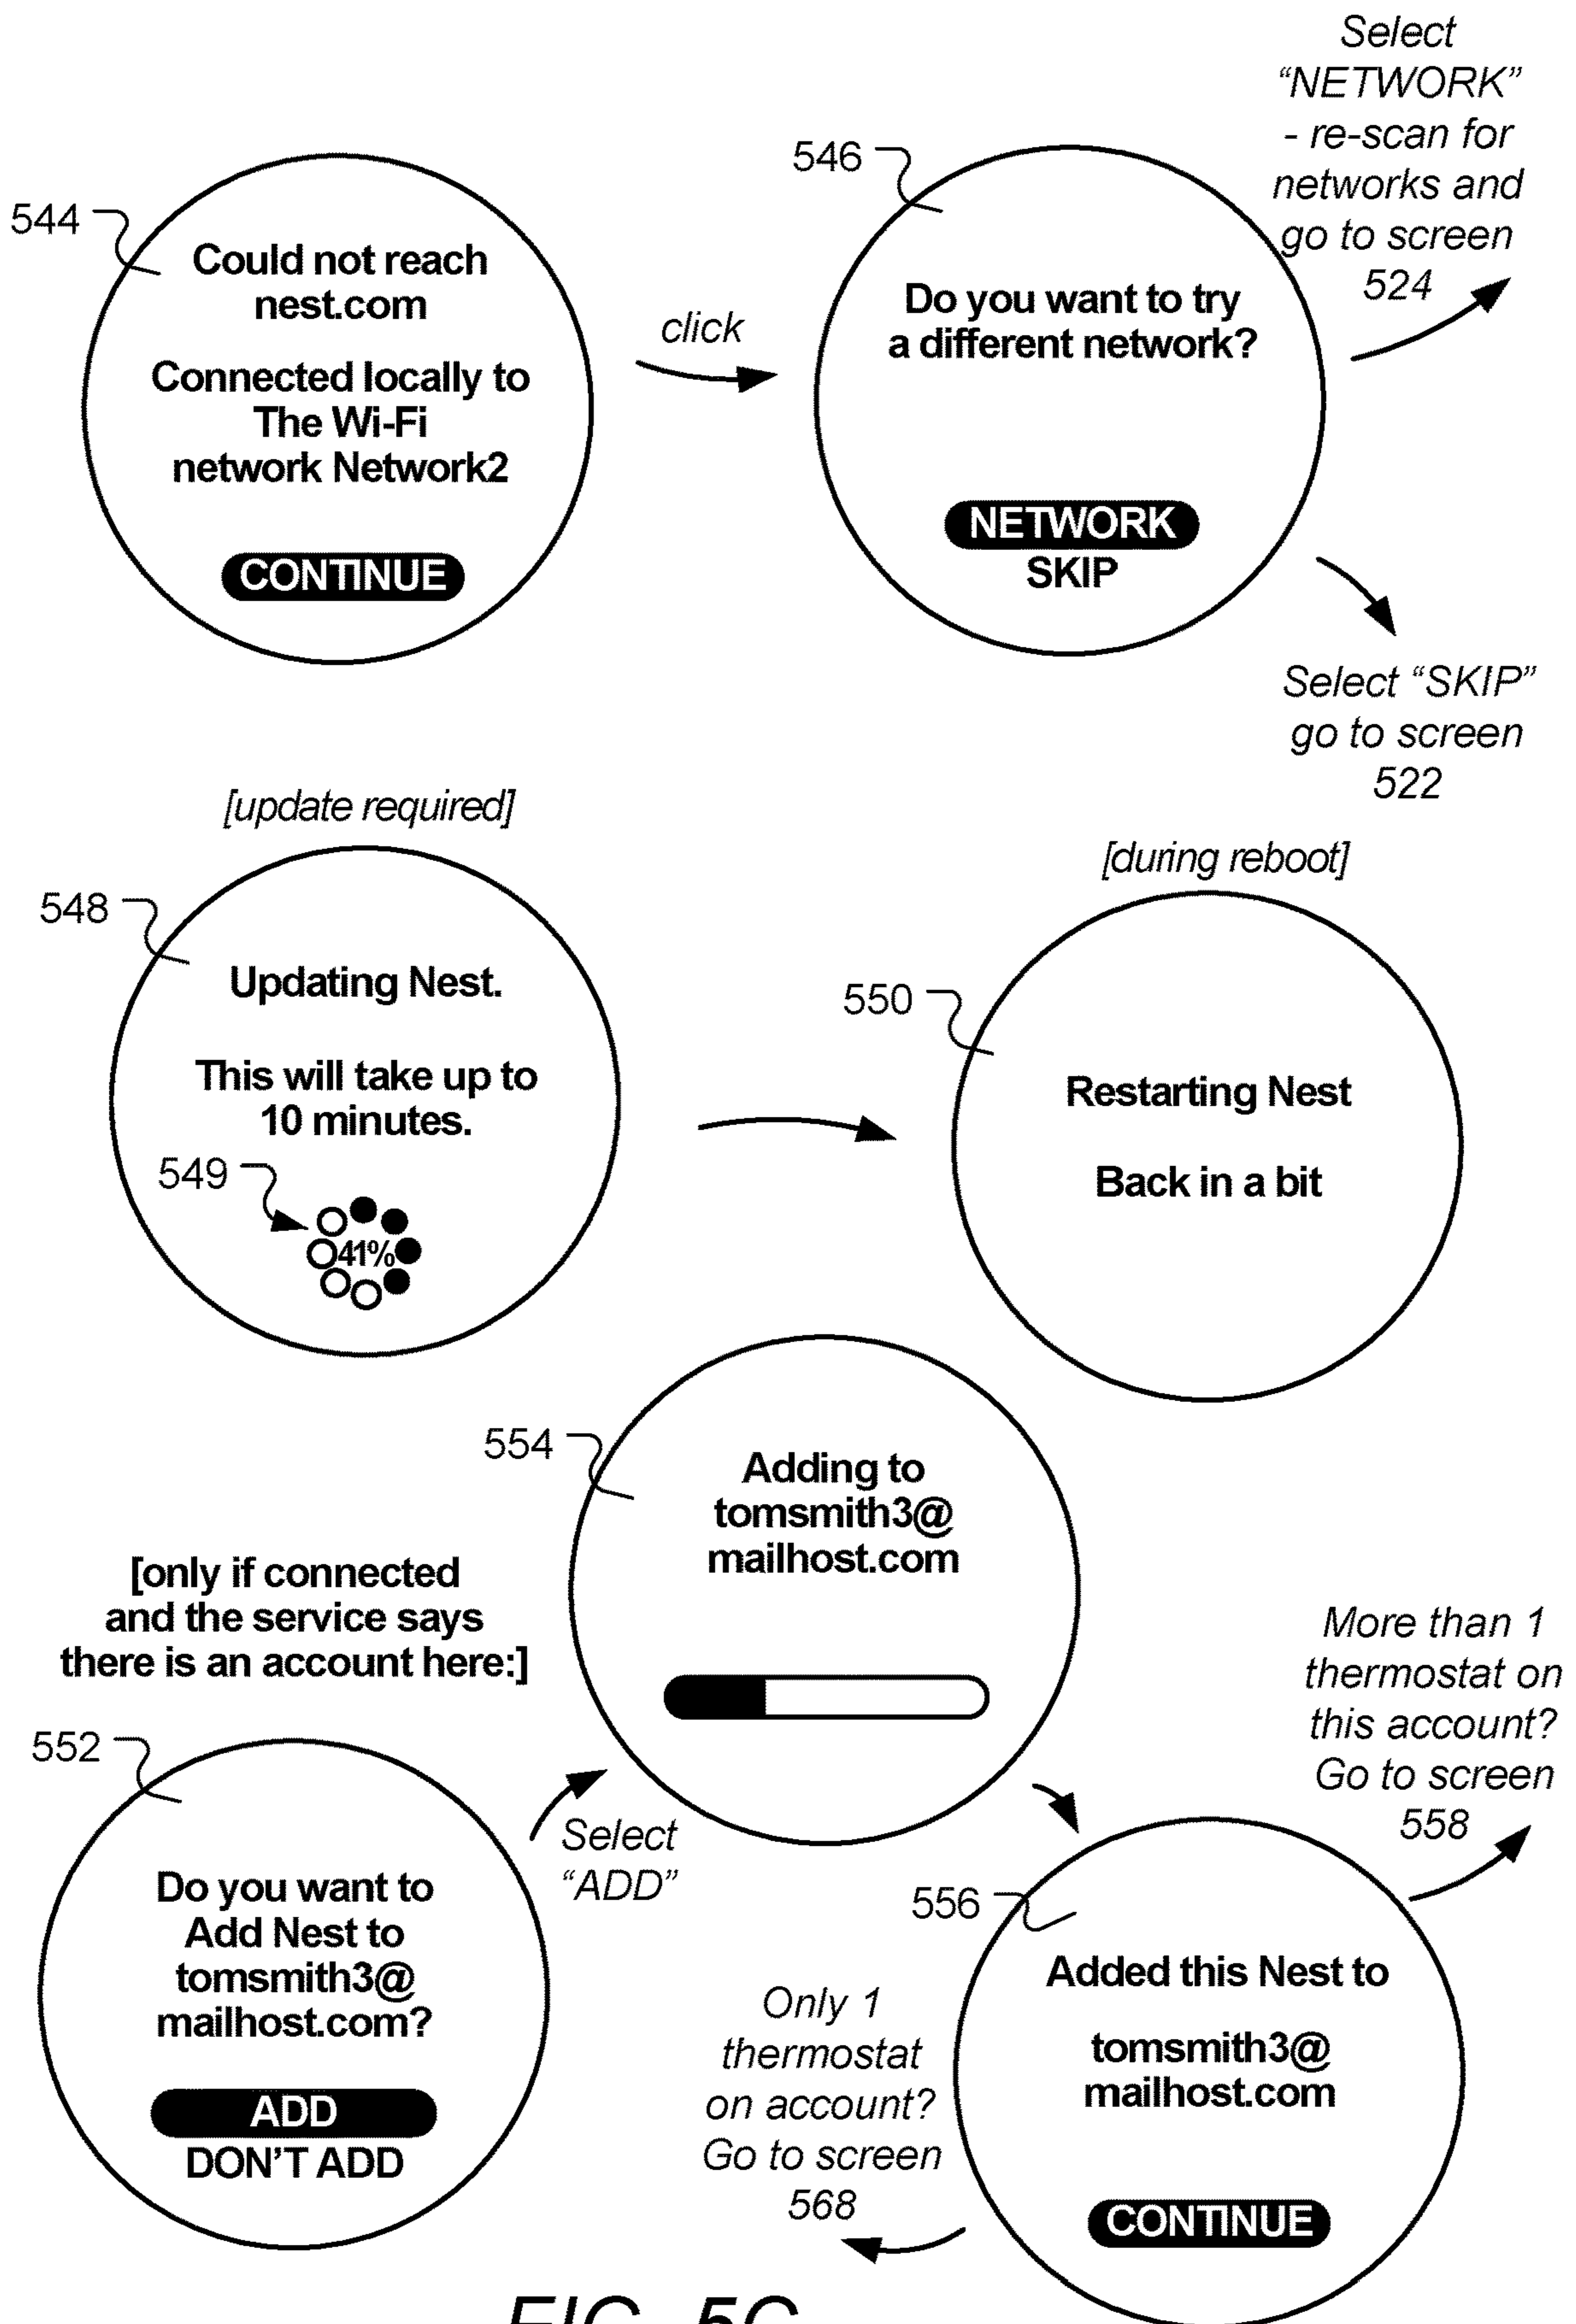 Select
“NETWORK”
- re-scan for
networks and
go to screen
524
544
Could not reach
nest.com
Connected locally to
The Wi-Fi
network Network2
CONTINUE
click
546
Do you want to try
a different network?
NETWORK
SKIP
Select “SKIP”
go to screen
522
[update required]
548
Updating Nest.
This will take up to
10 minutes.
549
41%
[during reboot]
550
Restarting Nest
Back in a bit
554
Adding to
tomsmith3@
mailhost.com
[only if connected
and the service says
there is an account here:]
552
Do you want to
Add Nest to
tomsmith3@
mailhost.com?
ADD
DON’T ADD
Select
“ADD”
More than 1
thermostat on
this account?
Go to screen
558
556
Added this Nest to
tomsmith3@
mailhost.com
CONTINUE
Only 1
thermostat
on account?
Go to screen
568
FIG. 5C